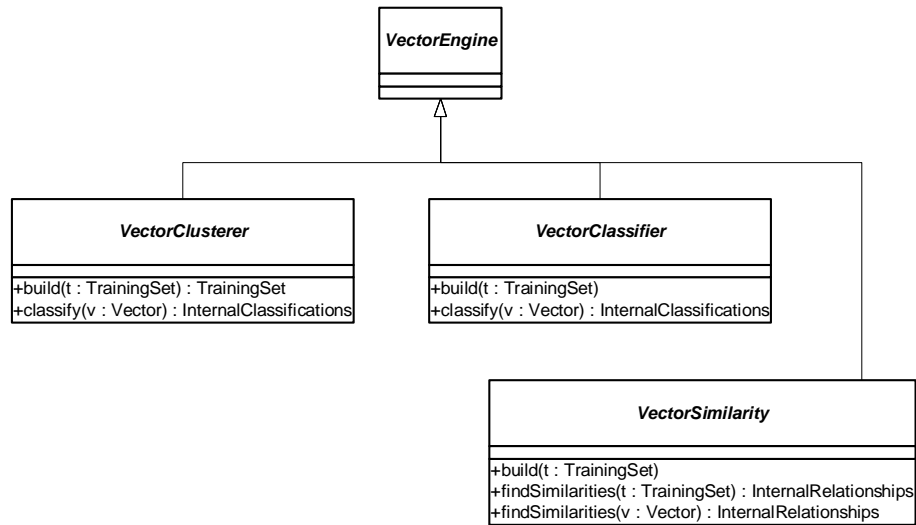 VectorEngine
VectorClusterer
+build(t : TrainingSet) : TrainingSet
+classify(v : Vector) : InternalClassifications
VectorClassifier
+build(t : TrainingSet)
+classify(v : Vector) : InternalClassifications
VectorSimilarity
+build(t : TrainingSet)
+findSimilarities(t : TrainingSet) : InternalRelationships
+findSimilarities(v : Vector) : InternalRelationships